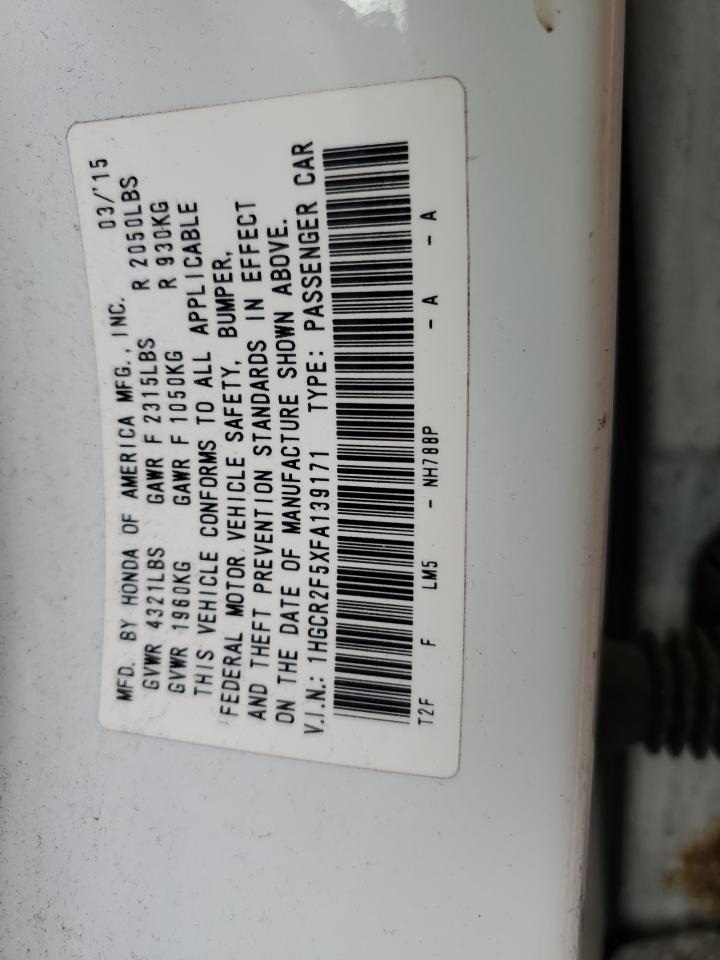 MFD. BY HONDA OF AMERICA MFG., INC. 03/'15
GVWR 4321LBS GAWR F 2315LBS R 2050LBS
GVWR 1960KG GAWR F 1050KG R 930KG
THIS VEHICLE CONFORMS TO ALL APPLICABLE
FEDERAL MOTOR VEHICLE SAFETY, BUMPER,
AND THEFT PREVENTION STANDARDS IN EFFECT
ON THE DATE OF MANUFACTURE SHOWN ABOVE.
V.I.N.: 1HGCR2F5XFA139171 TYPE: PASSENGER CAR
T2F F LM5 - NH788P - A - A